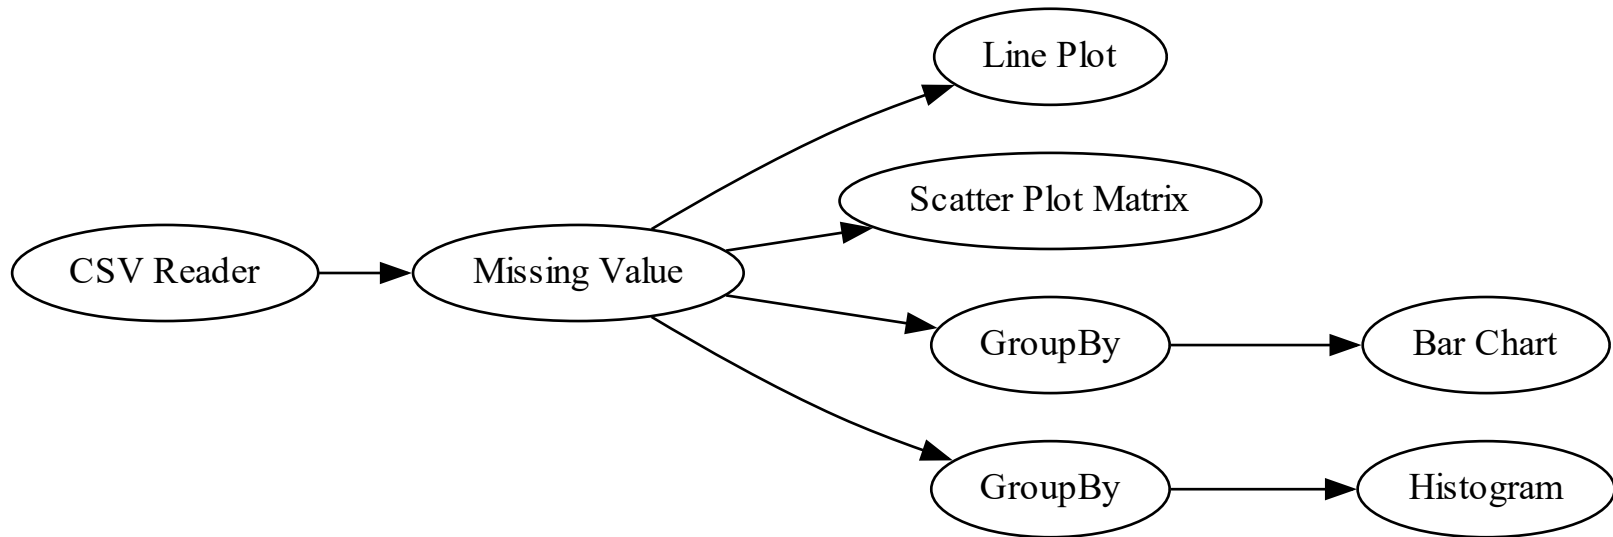 Line Plot
Scatter Plot Matrix
CSV Reader
Missing Value
GroupBy
Bar Chart
GroupBy
Histogram